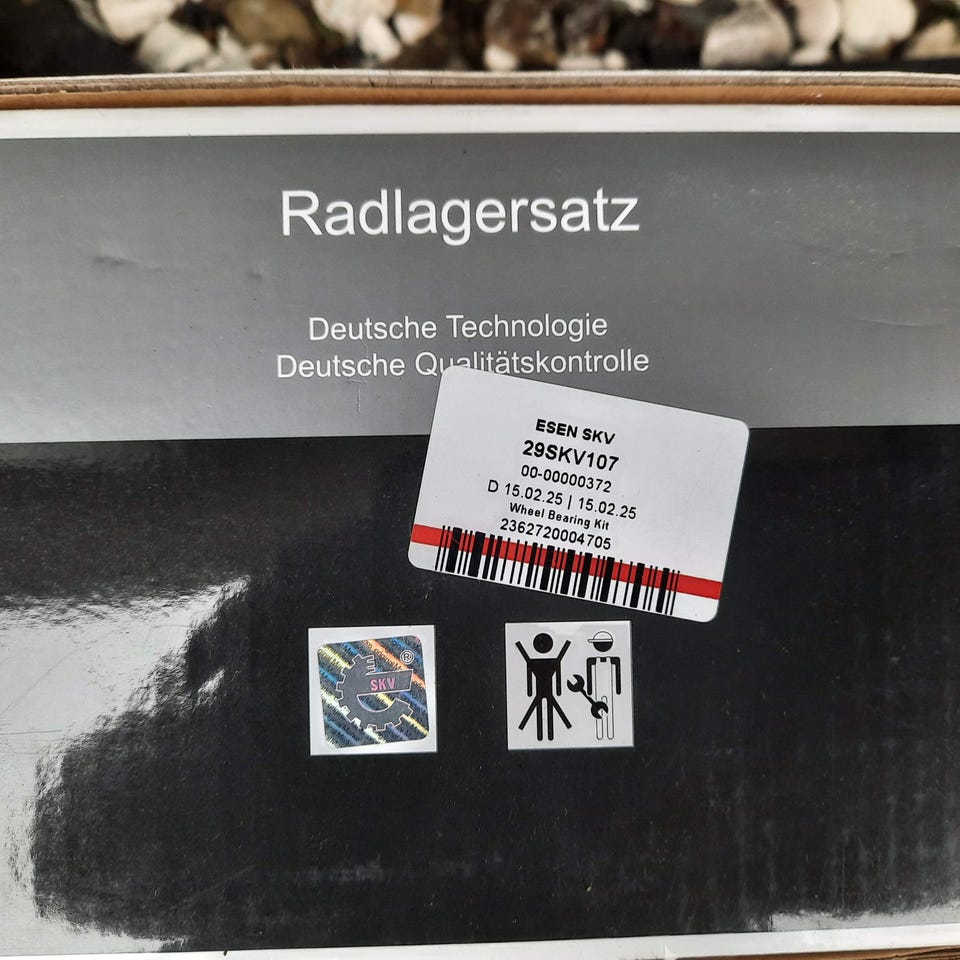 Radlagersatz
Deutsche Technologie
Deutsche Qualitätskontrolle
ESEN SKV
29SKV107
00-00000372
D 15.02.25 | 15.02.25
Wheel Bearing Kit
2362720004705
SKV
®